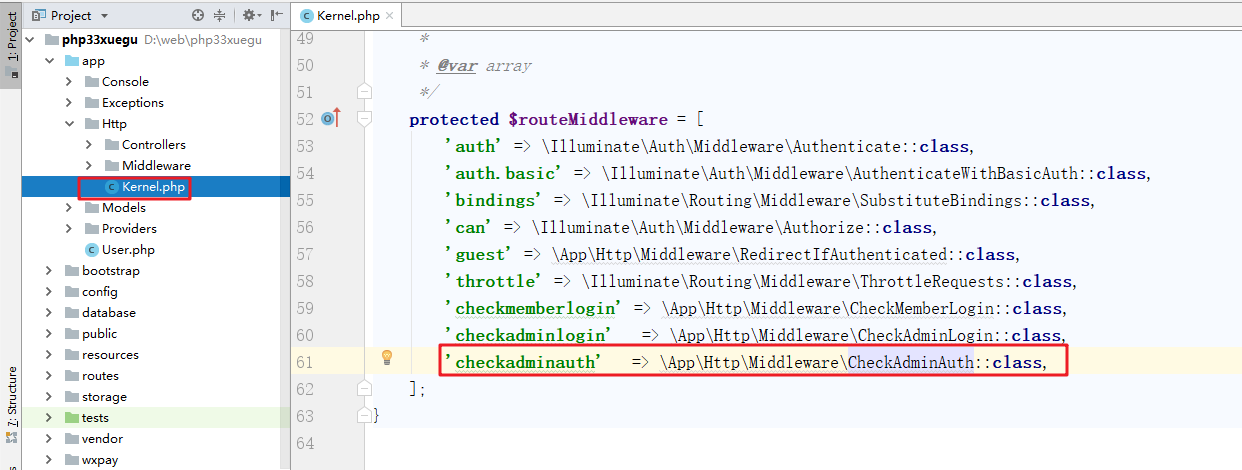 1: Project
7: Structure
Project
php33xuegu D:\web\php33xuegu
app
Console
Exceptions
Http
Controllers
Middleware
Kernel.php
Models
Providers
User.php
bootstrap
config
database
public
resources
routes
storage
tests
vendor
wxpay
Kernel.php
49 *
50 * @var array
51 */
52 protected $routeMiddleware = [
53 'auth' => \Illuminate\Auth\Middleware\Authenticate::class,
54 'auth.basic' => \Illuminate\Auth\Middleware\AuthenticateWithBasicAuth::class,
55 'bindings' => \Illuminate\Routing\Middleware\SubstituteBindings::class,
56 'can' => \Illuminate\Auth\Middleware\Authorize::class,
57 'guest' => \App\Http\Middleware\RedirectIfAuthenticated::class,
58 'throttle' => \Illuminate\Routing\Middleware\ThrottleRequests::class,
59 'checkmemberlogin' => \App\Http\Middleware\CheckMemberLogin::class,
60 'checkadminlogin' => \App\Http\Middleware\CheckAdminLogin::class,
61 'checkadminauth' => \App\Http\Middleware\CheckAdminAuth::class,
62 ];
63 }
64